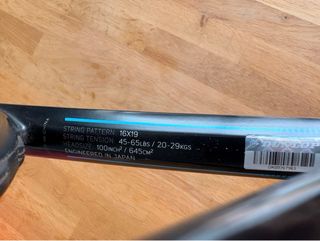 STRING PATTERN: 16X19
STRING TENSION: 45-65LBS / 20-29KGS
HEADSIZE: 100INCH² / 645CM²
ENGINEERED IN JAPAN
DUNLOP